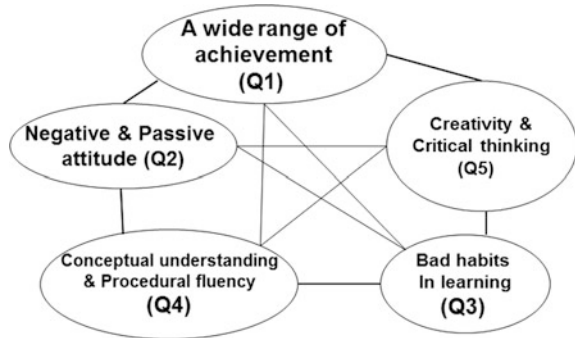 A wide range of
achievement
(Q1)
Negative & Passive
attitude (Q2)
Creativity &
Critical thinking
(Q5)
Conceptual understanding
& Procedural fluency
(Q4)
Bad habits
In learning
(Q3)